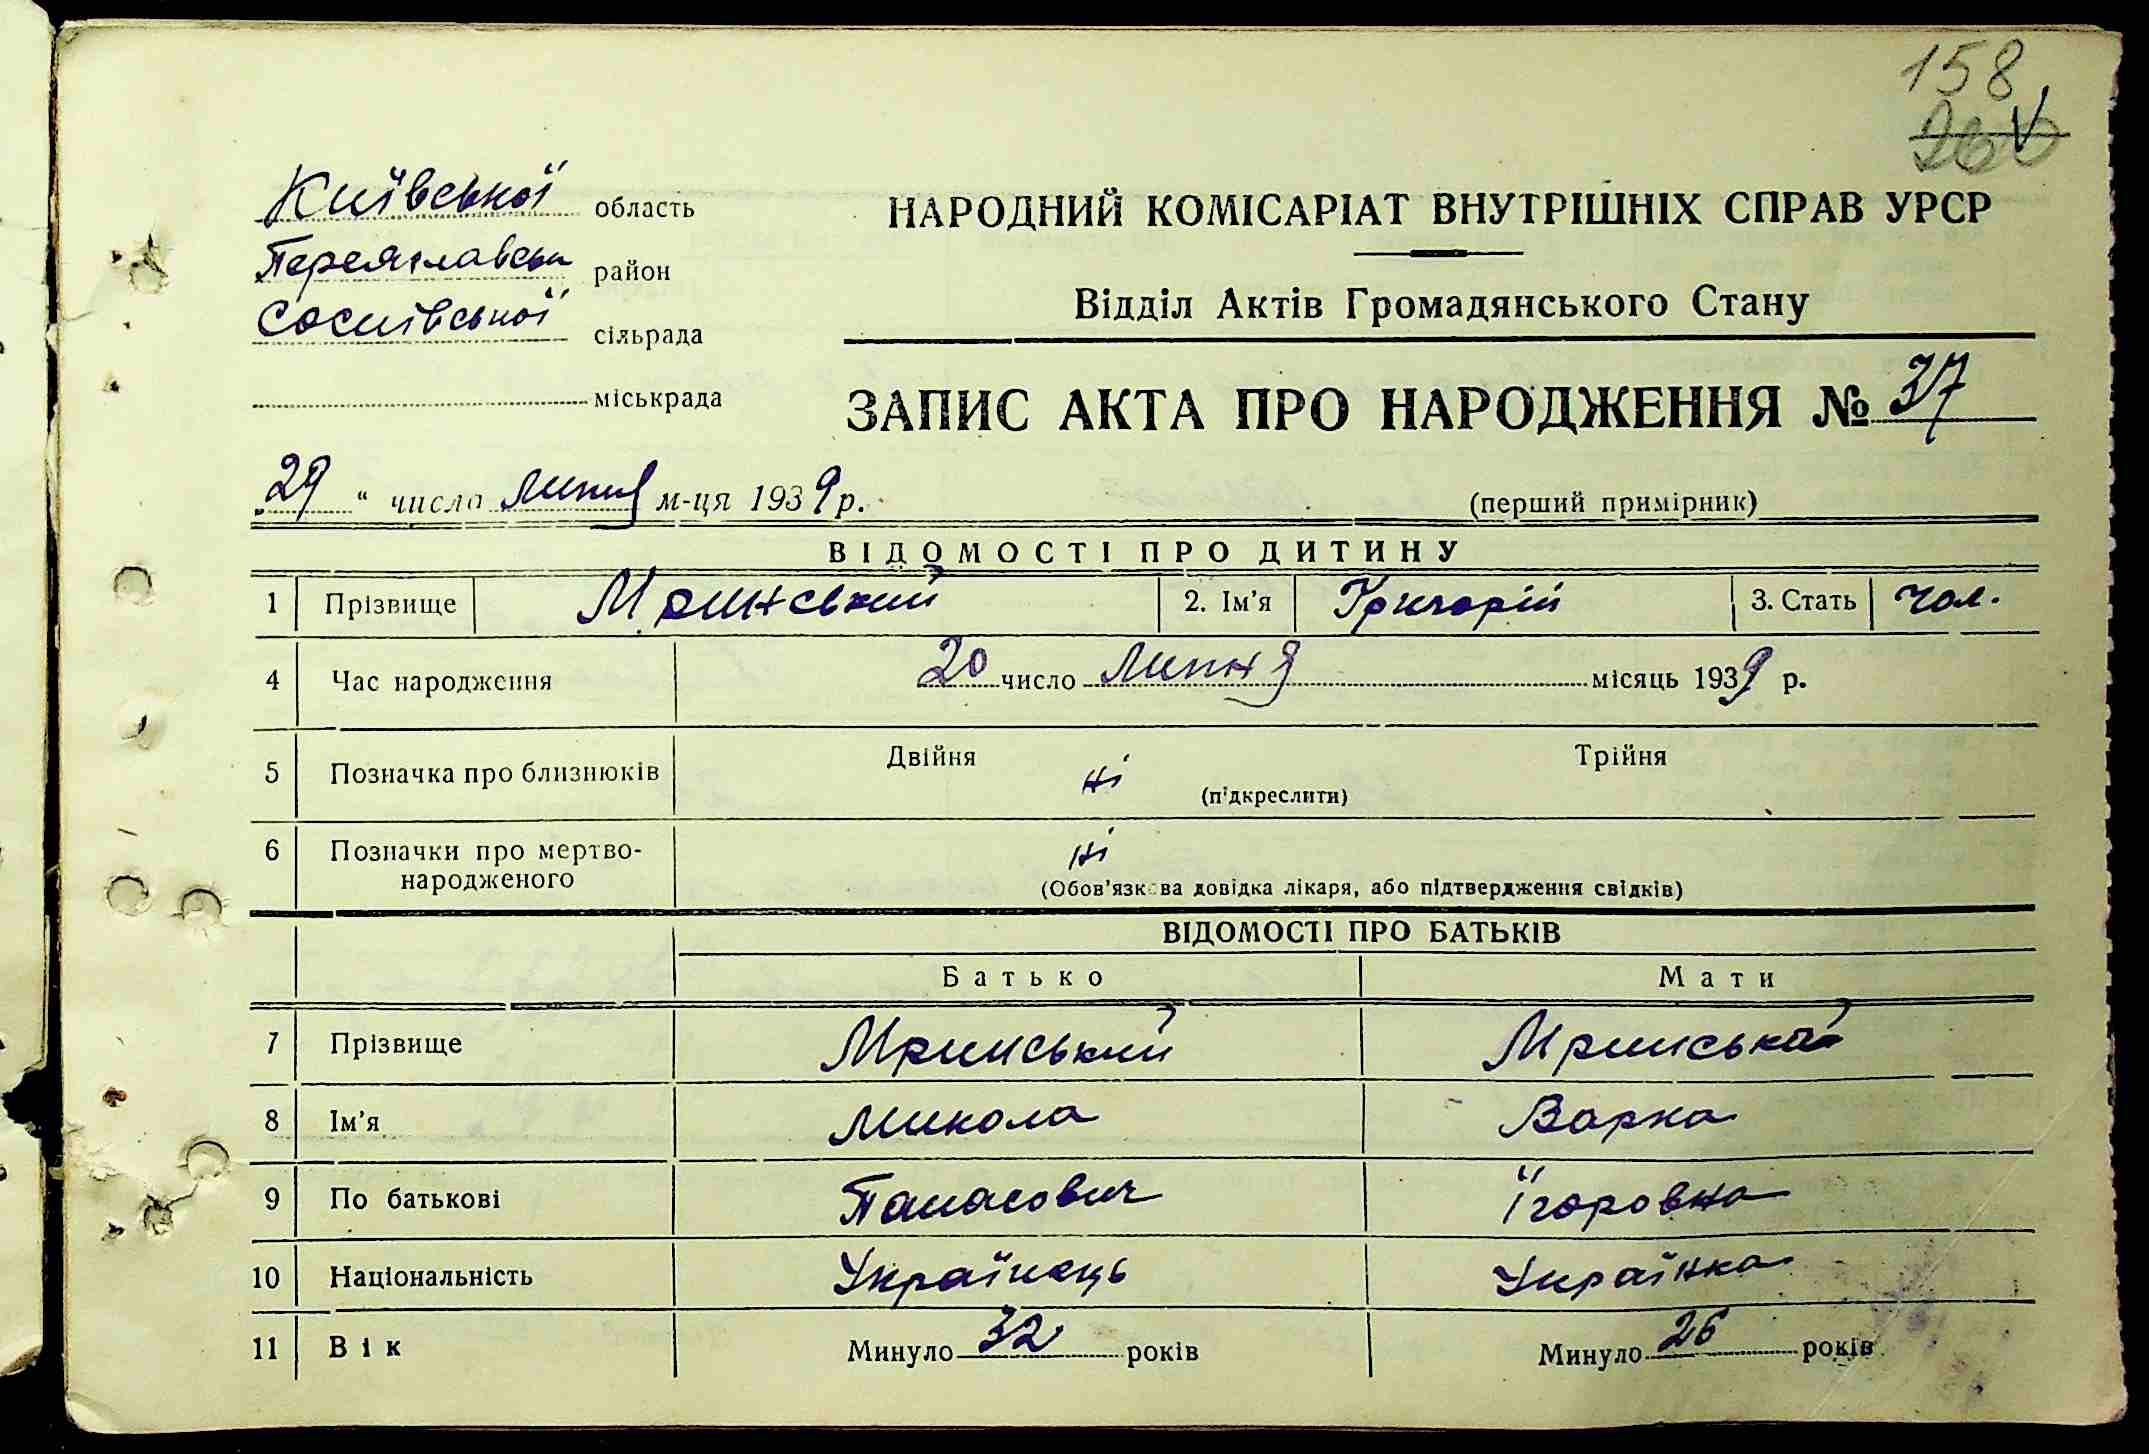 158
260
Київської область
Переяславськ район
Соснівської сільрада
міськрада
НАРОДНИЙ КОМІСАРІАТ ВНУТРІШНІХ СПРАВ УРСР
Відділ Актів Громадянського Стану
ЗАПИС АКТА ПРО НАРОДЖЕННЯ № 37
„29“ числа липня м-ця 1939 р.
(перший примірник)
ВІДОМОСТІ ПРО ДИТИНУ
1 Прізвище Мринський 2. Ім'я Григорій 3. Стать чол.
4 Час народження 20 число Липня місяць 1939 р.
5 Позначка про близнюків Двійня ні Трійня
(підкреслити)
6 Позначки про мертво-
народженого ні
(Обов'язкова довідка лікаря, або підтвердження свідків)
ВІДОМОСТІ ПРО БАТЬКІВ
Батько Мати
7 Прізвище Мринський Мринська
8 Ім'я Микола Варка
9 По батькові Панасович Їгоровна
10 Національність Українець Українка
11 Вік Минуло 32 років Минуло 26 років